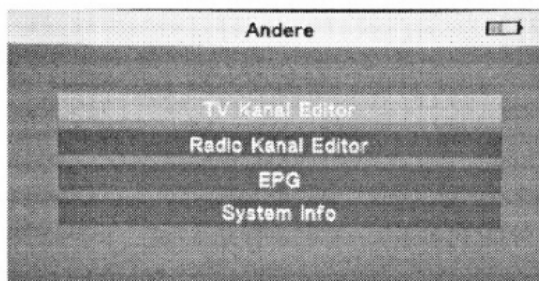 Andere
TV Kanal Editor
Radio Kanal Editor
EPG
System Info